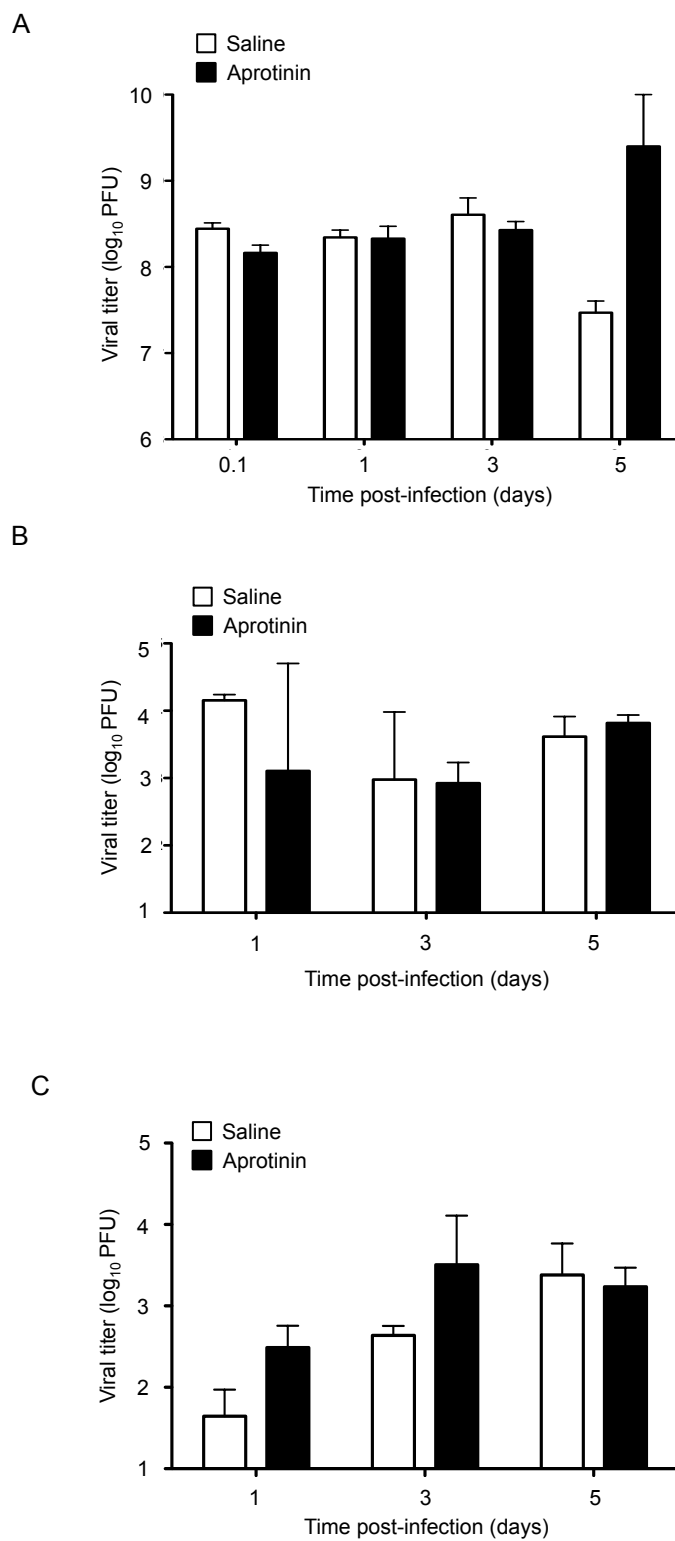 A
Saline
Aprotinin
10
9
8
7
6
Viral titer (log₁₀ PFU)
0.1 1 3 5
Time post-infection (days)
B
Saline
Aprotinin
5
4
3
2
1
Viral titer (log₁₀ PFU)
1 3 5
Time post-infection (days)
C
Saline
Aprotinin
5
4
3
2
1
Viral titer (log₁₀ PFU)
1 3 5
Time post-infection (days)